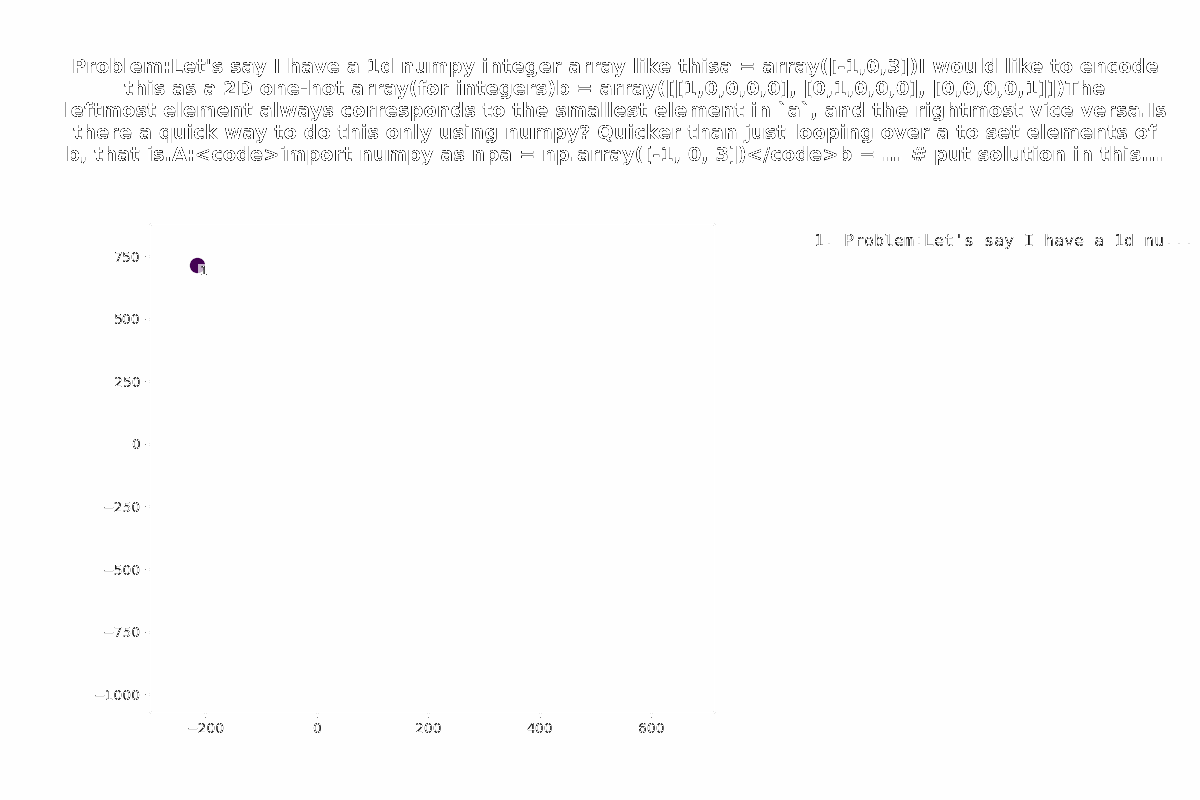 Problem:Let's say I have a 1d numpy integer array like thisa = array([-1,0,3])I would like to encode
this as a 2D one-hot array(for integers)b = array([[1,0,0,0,0], [0,1,0,0,0], [0,0,0,0,1]])The
leftmost element always corresponds to the smallest element in `a`, and the rightmost vice versa.Is
there a quick way to do this only using numpy? Quicker than just looping over a to set elements of
b, that is.A:<code>import numpy as npa = np.array([-1, 0, 3])</code>b = ... # put solution in this...
1. Problem:Let's say I have a 1d nu...
750
1
500
250
0
−250
−500
−750
−1000
−200
0
200
400
600